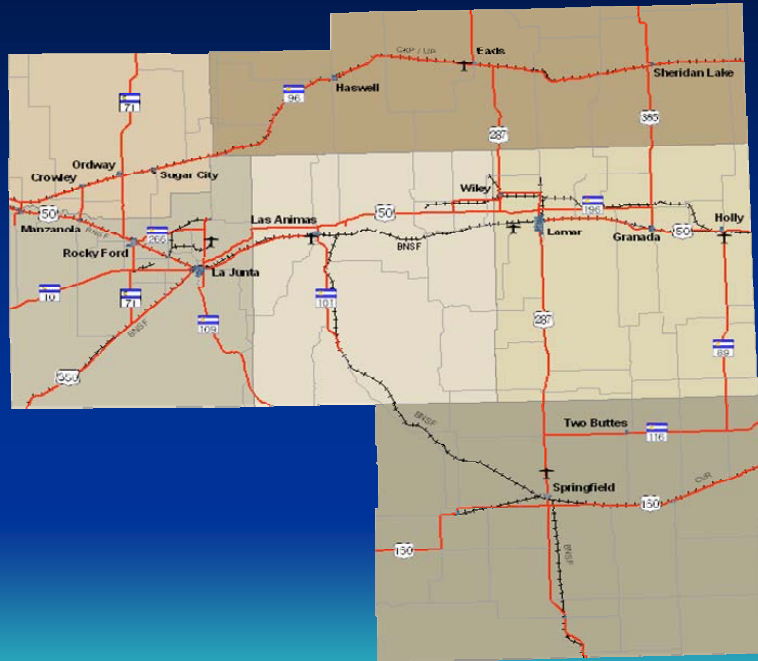 CKP / UP
Eads
Sheridan Lake
Haswell
96
71
287
385
Ordway
Crowley
Sugar City
Wiley
50
Manzanola
BNSF
Las Animas
50
196
Holly
266
Rocky Ford
BNSF
Lamar
Granada
50
La Junta
10
71
101
109
287
89
BNSF
350
BNSF
Two Buttes
116
Springfield
160
CVR
160
BNSF